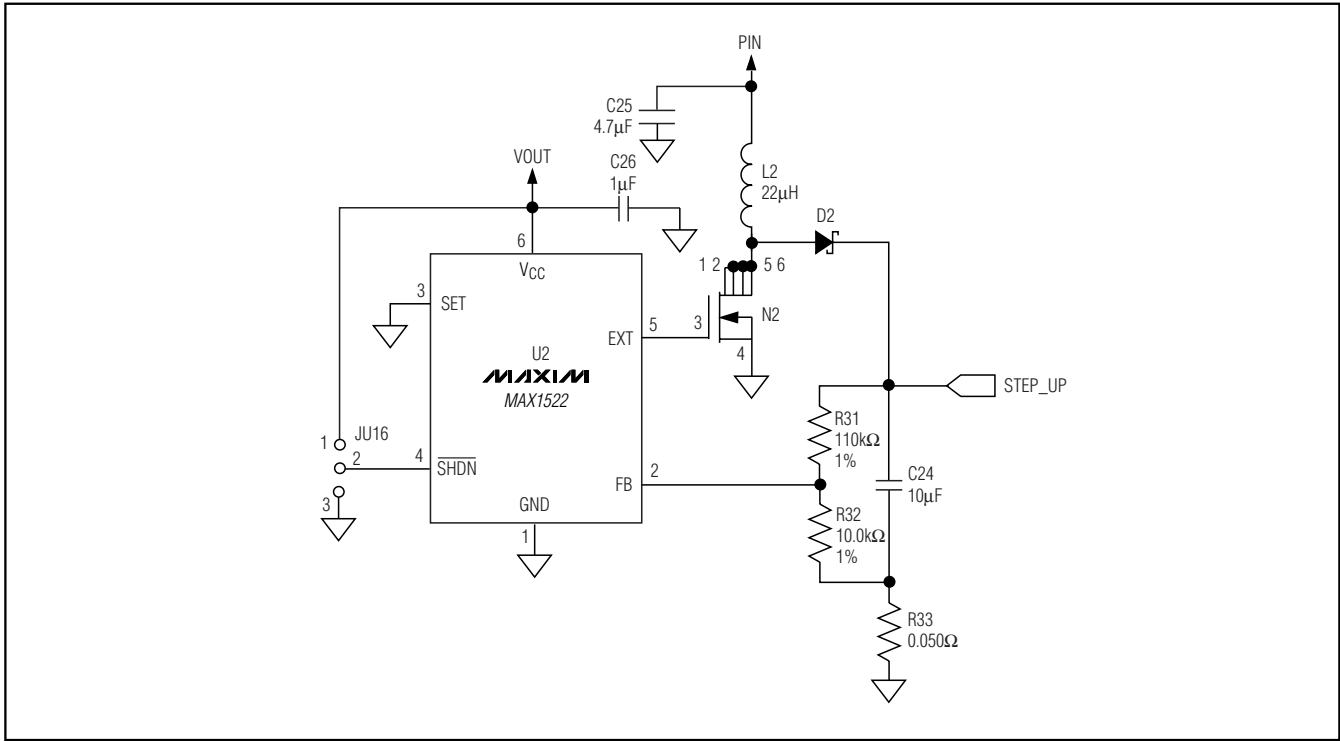 PIN
C25
4.7µF
VOUT
C26
1µF
L2
22µH
D2
6
VCC
1 2
5 6
3
SET
N2
3
5
EXT
4
U2
MAXIM
MAX1522
STEP_UP
R31
110kΩ
1%
JU16
1
2
4
SHDN
2
FB
C24
10µF
3
GND
R32
10.0kΩ
1%
1
R33
0.050Ω